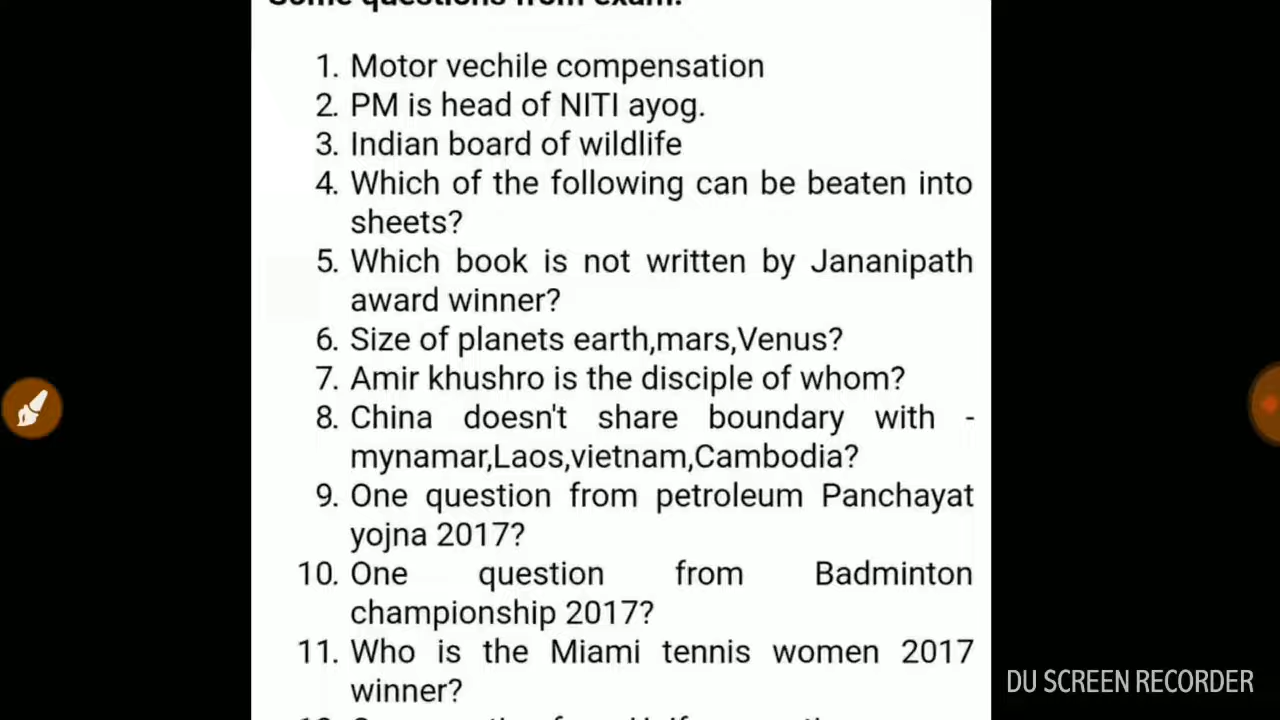 Some questions from exam.
1. Motor vechile compensation
2. PM is head of NITI ayog.
3. Indian board of wildlife
4. Which of the following can be beaten into
sheets?
5. Which book is not written by Jananipath
award winner?
6. Size of planets earth,mars,Venus?
7. Amir khushro is the disciple of whom?
8. China doesn't share boundary with -
mynamar,Laos,vietnam,Cambodia?
9. One question from petroleum Panchayat
yojna 2017?
10. One question from Badminton
championship 2017?
11. Who is the Miami tennis women 2017
winner?
DU SCREEN RECORDER